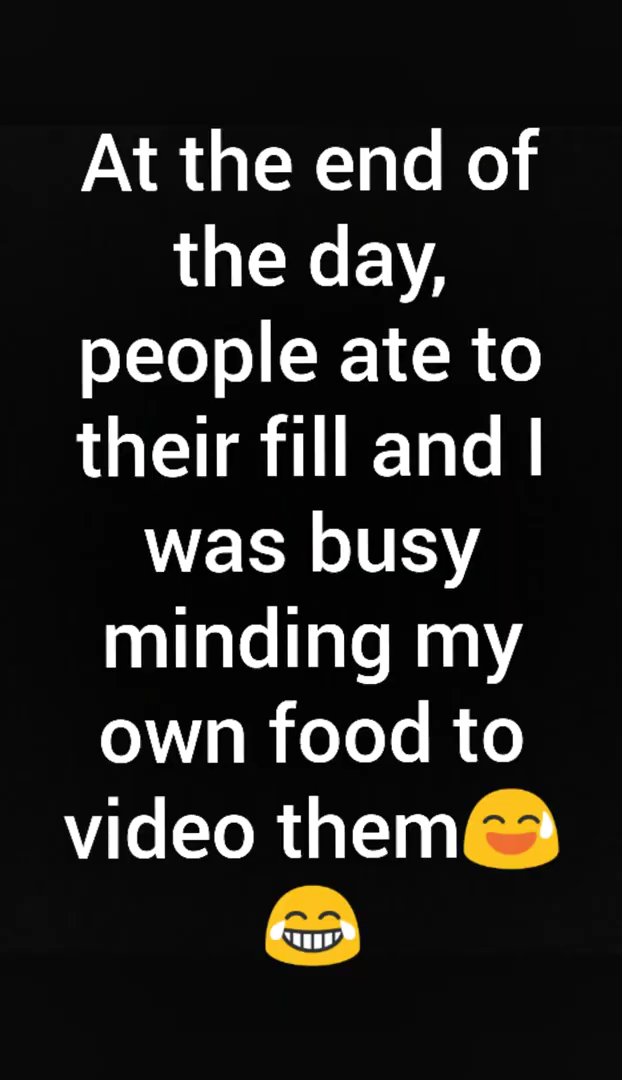 At the end of
the day,
people ate to
their fill and I
was busy
minding my
own food to
video them😅
😂